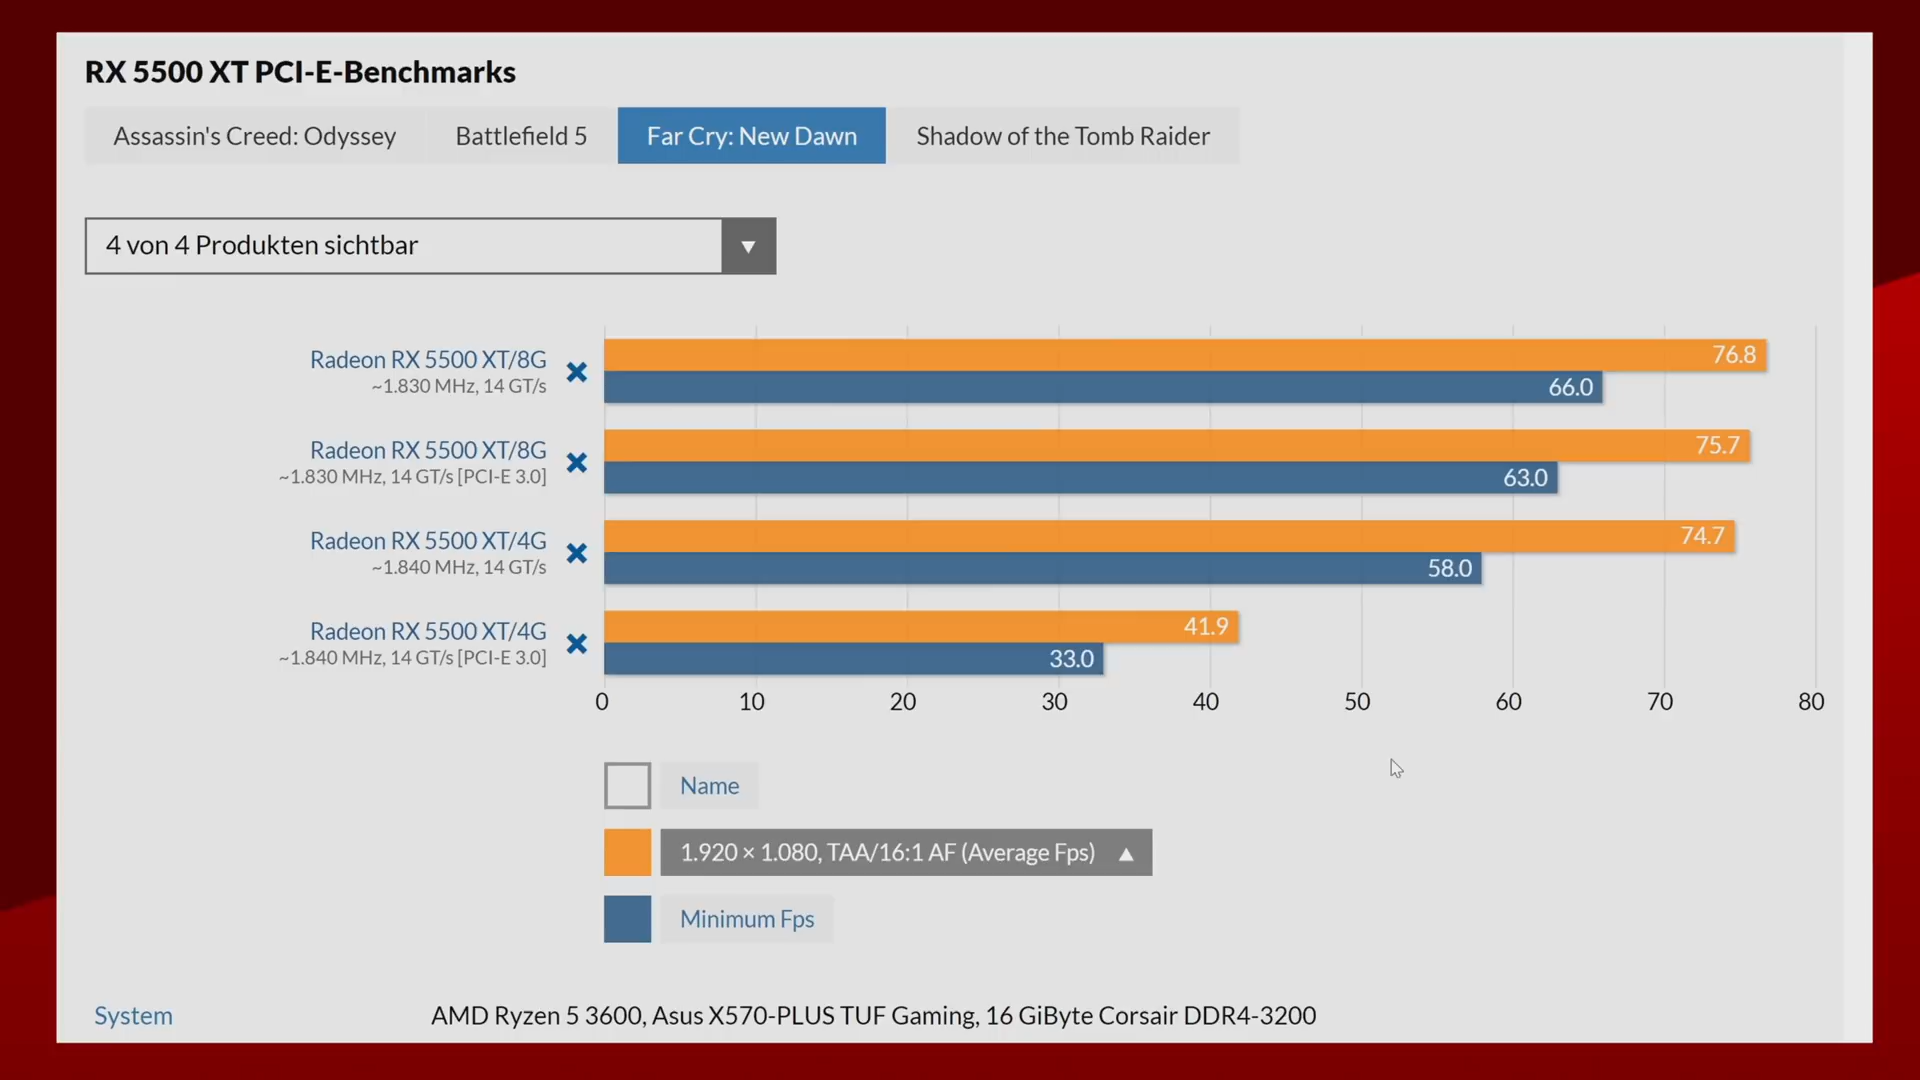 RX 5500 XT PCI-E-Benchmarks
Assassin's Creed: Odyssey
Battlefield 5
Far Cry: New Dawn
Shadow of the Tomb Raider
4 von 4 Produkten sichtbar
Radeon RX 5500 XT/8G
~1.830 MHz, 14 GT/s
76.8
66.0
Radeon RX 5500 XT/8G
~1.830 MHz, 14 GT/s [PCI-E 3.0]
75.7
63.0
Radeon RX 5500 XT/4G
~1.840 MHz, 14 GT/s
74.7
58.0
Radeon RX 5500 XT/4G
~1.840 MHz, 14 GT/s [PCI-E 3.0]
41.9
33.0
0 10 20 30 40 50 60 70 80
Name
1.920 × 1.080, TAA/16:1 AF (Average Fps) ▲
Minimum Fps
System AMD Ryzen 5 3600, Asus X570-PLUS TUF Gaming, 16 GiByte Corsair DDR4-3200